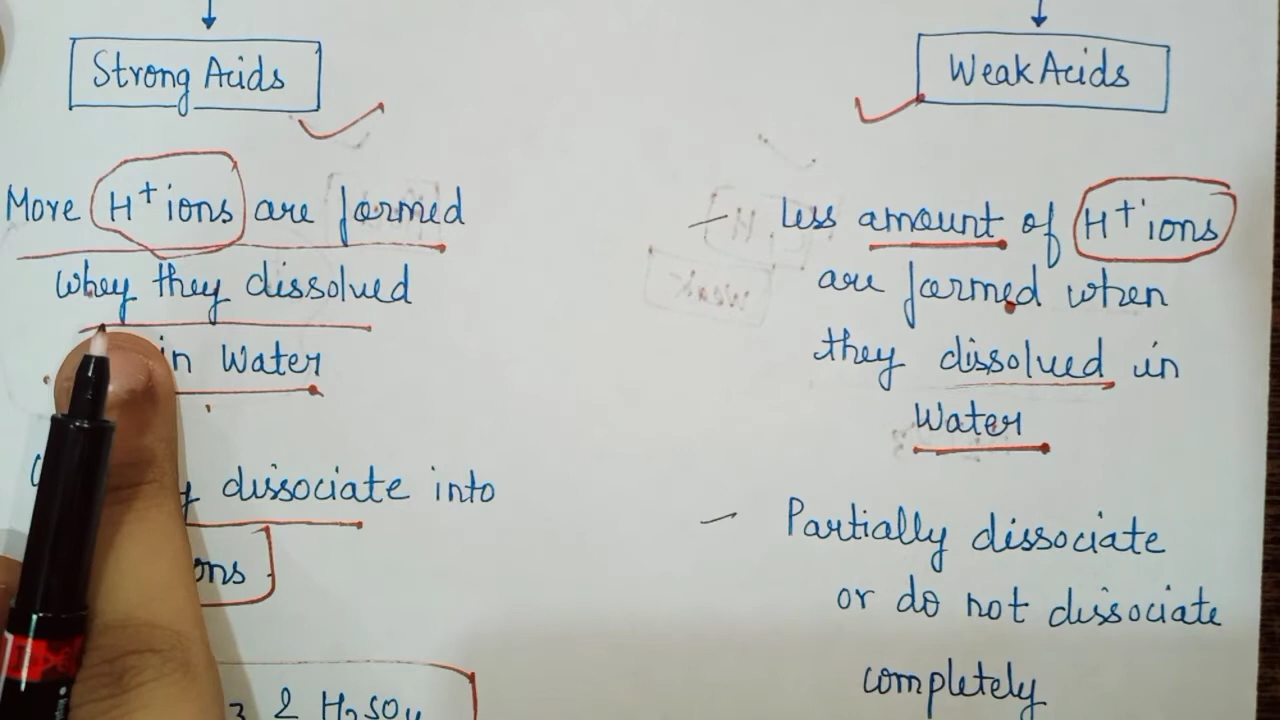 Strong Acids
More H+ ions are formed
whey they dissolved
in Water
dissociate into
ons
& H2SO4
Weak Acids
- less amount of H+ ions
are formed when
they dissolved in
Water
- Partially dissociate
or do not dissociate
completely